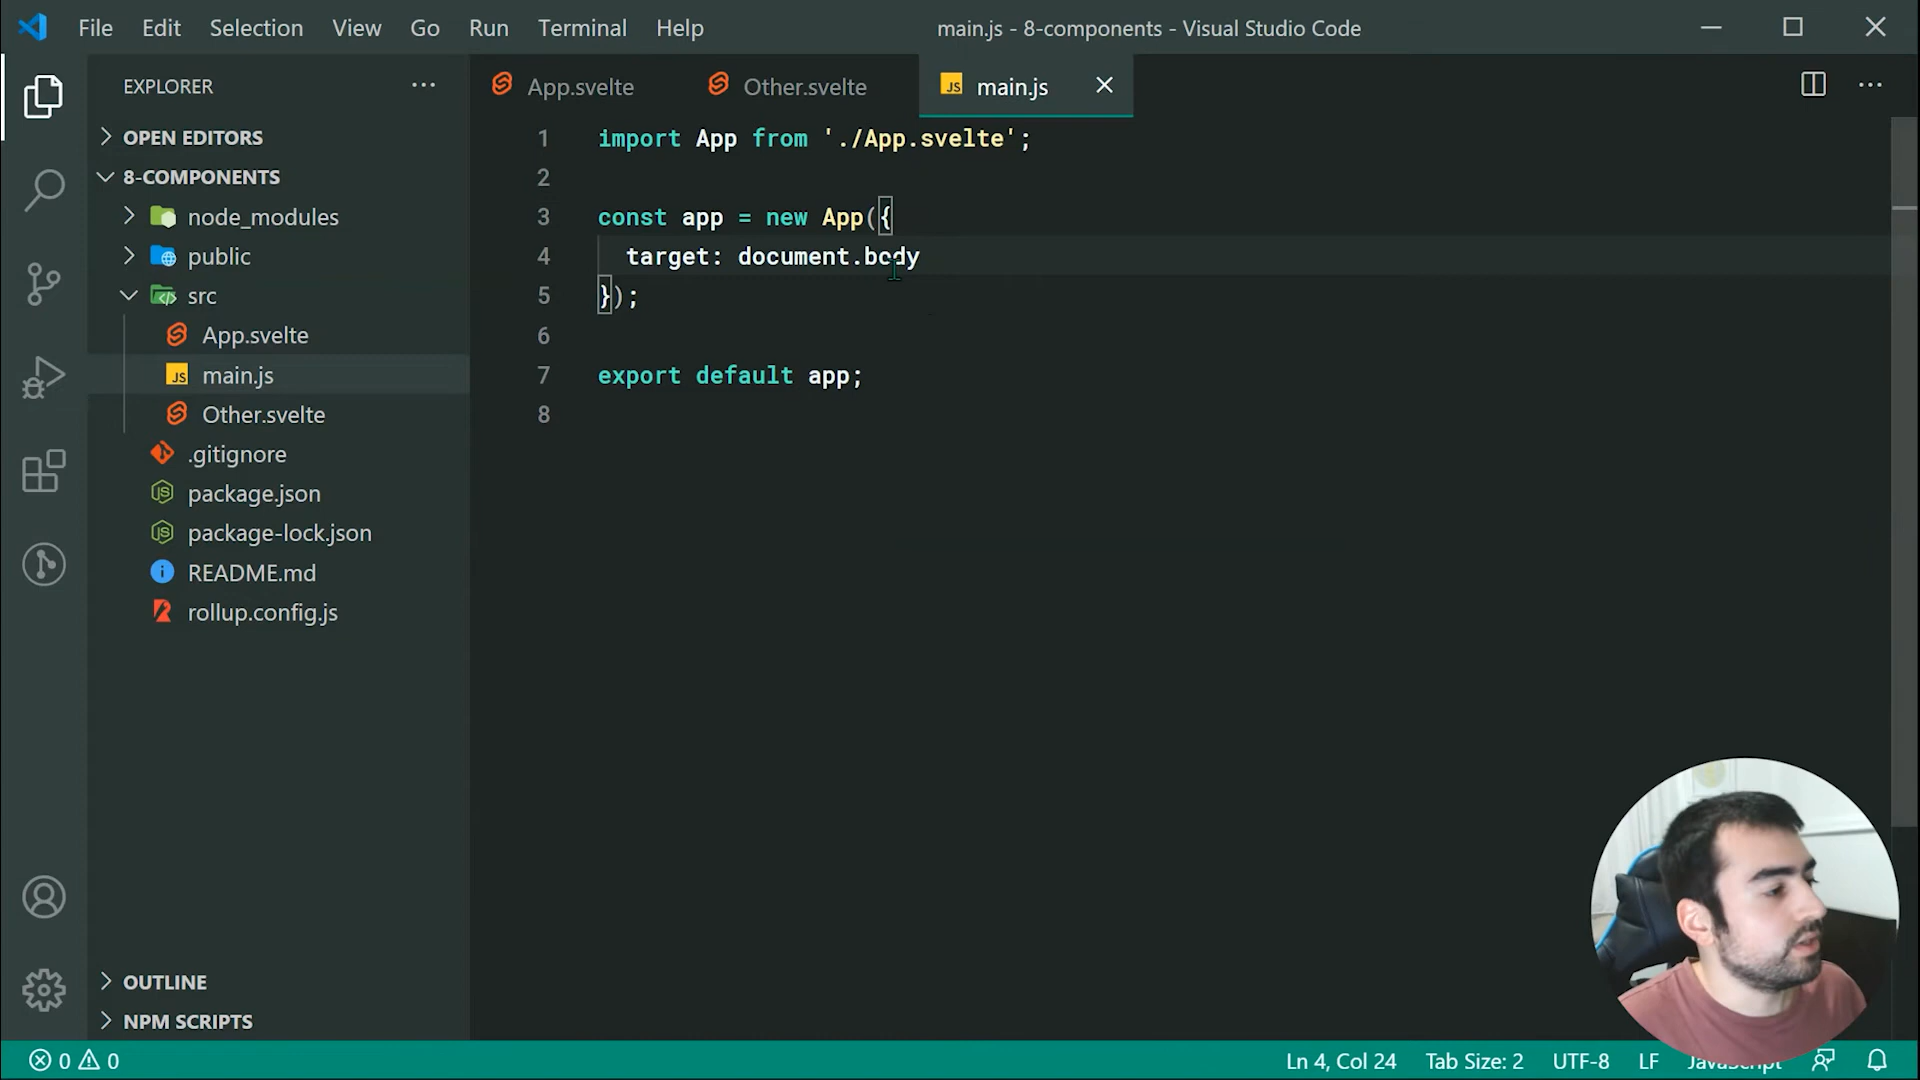 File Edit Selection View Go Run Terminal Help
main.js - 8-components - Visual Studio Code
EXPLORER
OPEN EDITORS
8-COMPONENTS
node_modules
public
src
App.svelte
JS main.js
Other.svelte
.gitignore
package.json
package-lock.json
README.md
rollup.config.js
OUTLINE
NPM SCRIPTS
App.svelte
Other.svelte
JS main.js
1 import App from './App.svelte';
2
3 const app = new App({
4 target: document.body
5 });
6
7 export default app;
8
0 0
Ln 4, Col 24 Tab Size: 2 UTF-8 LF JavaScript